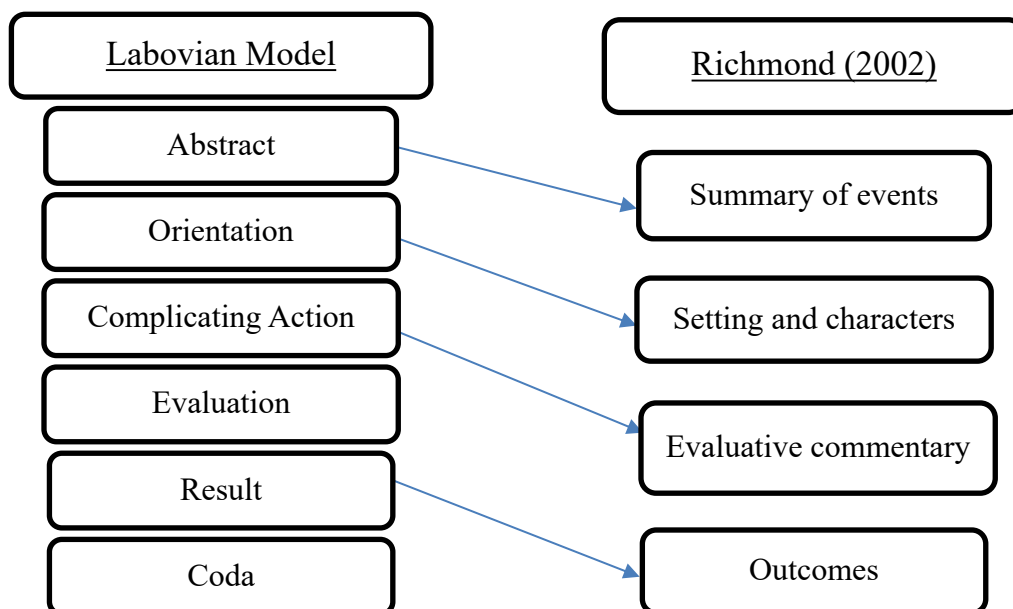 Labovian Model
Abstract
Orientation
Complicating Action
Evaluation
Result
Coda
Richmond (2002)
Summary of events
Setting and characters
Evaluative commentary
Outcomes